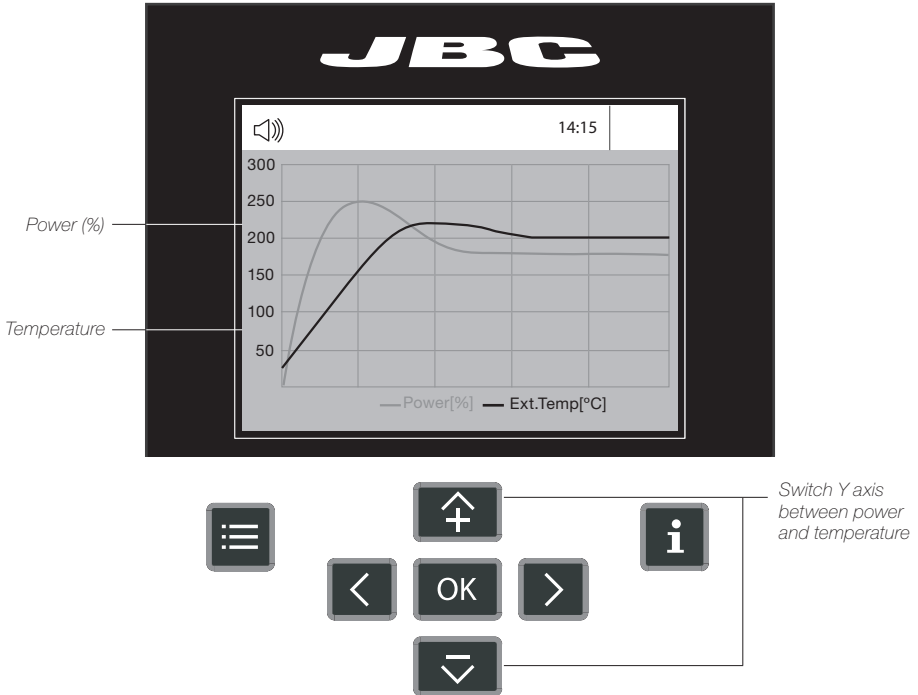 JBC
14:15
300
250
Power (%)
200
150
100
Temperature
50
Power[%] Ext.Temp[ºC]
Switch Y axis
between power
and temperature
i
OK